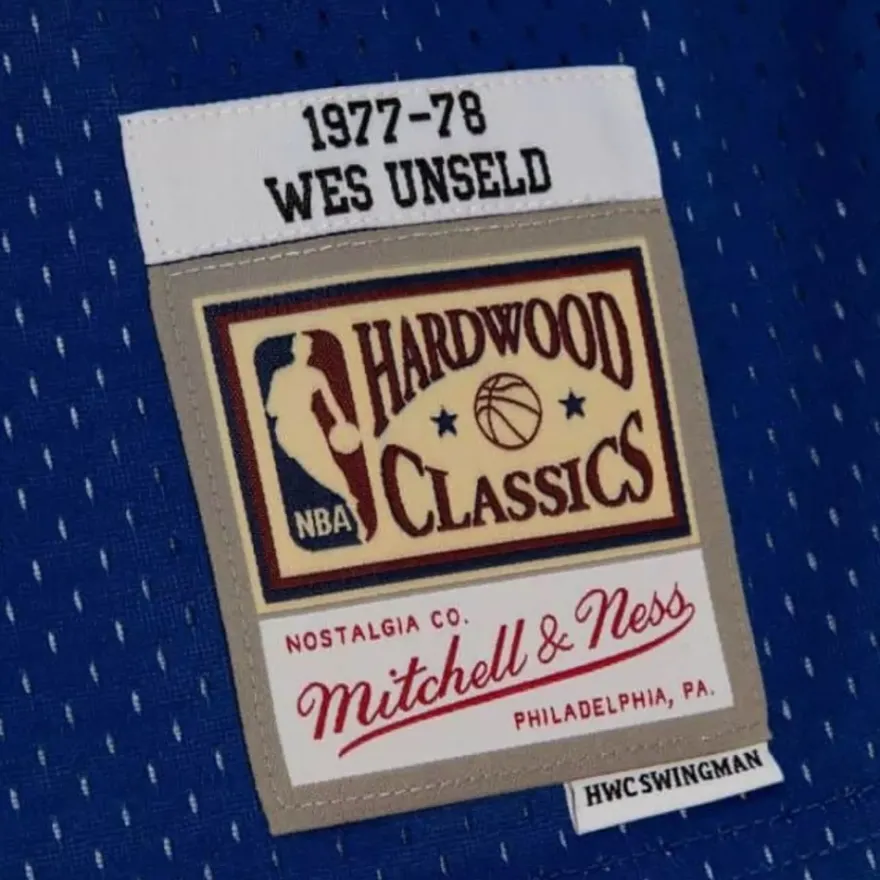 1977-78
WES UNSELD
HARDWOOD
CLASSICS
NBA
NOSTALGIA CO.
Mitchell & Ness
PHILADELPHIA, PA.
HWC SWINGMAN